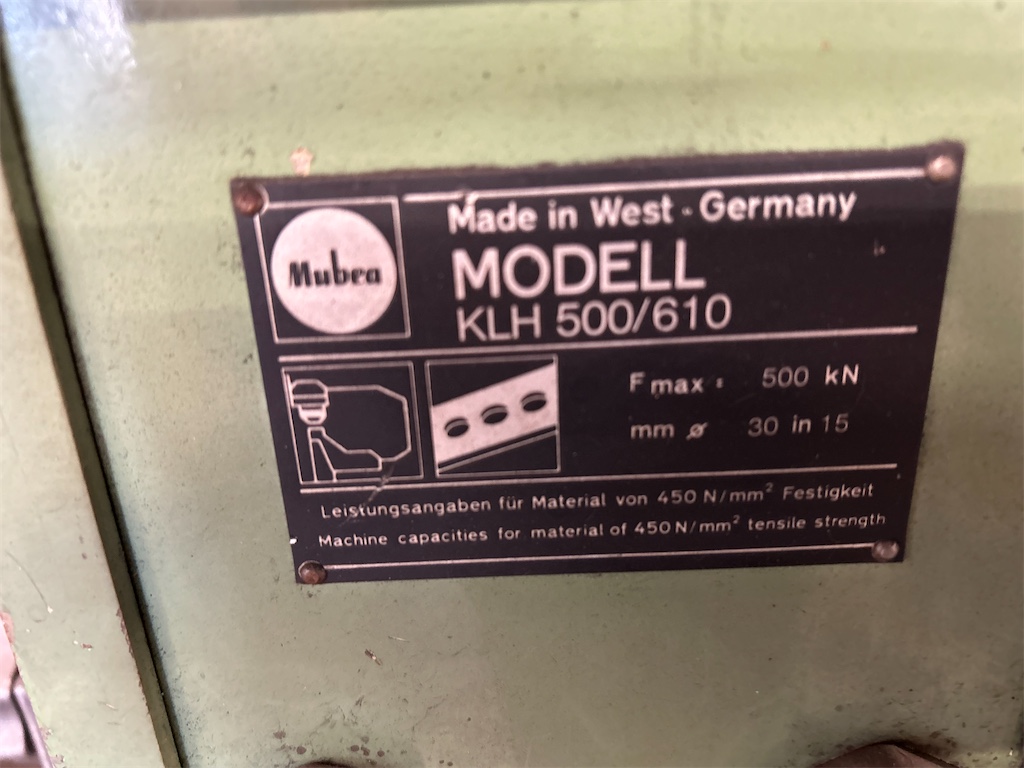 Mubea
Made in West - Germany
MODELL
KLH 500/610
F max : 500 kN
mm ø 30 in 15
Leistungsangaben für Material von 450 N/mm² Festigkeit
Machine capacities for material of 450 N/mm² tensile strength